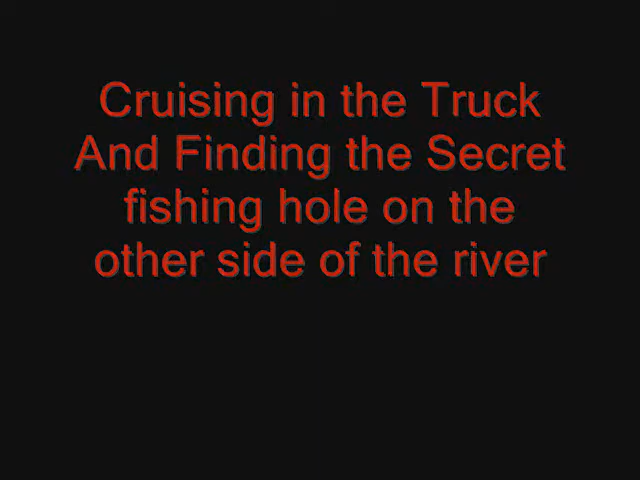 Cruising in the Truck
And Finding the Secret
fishing hole on the
other side of the river